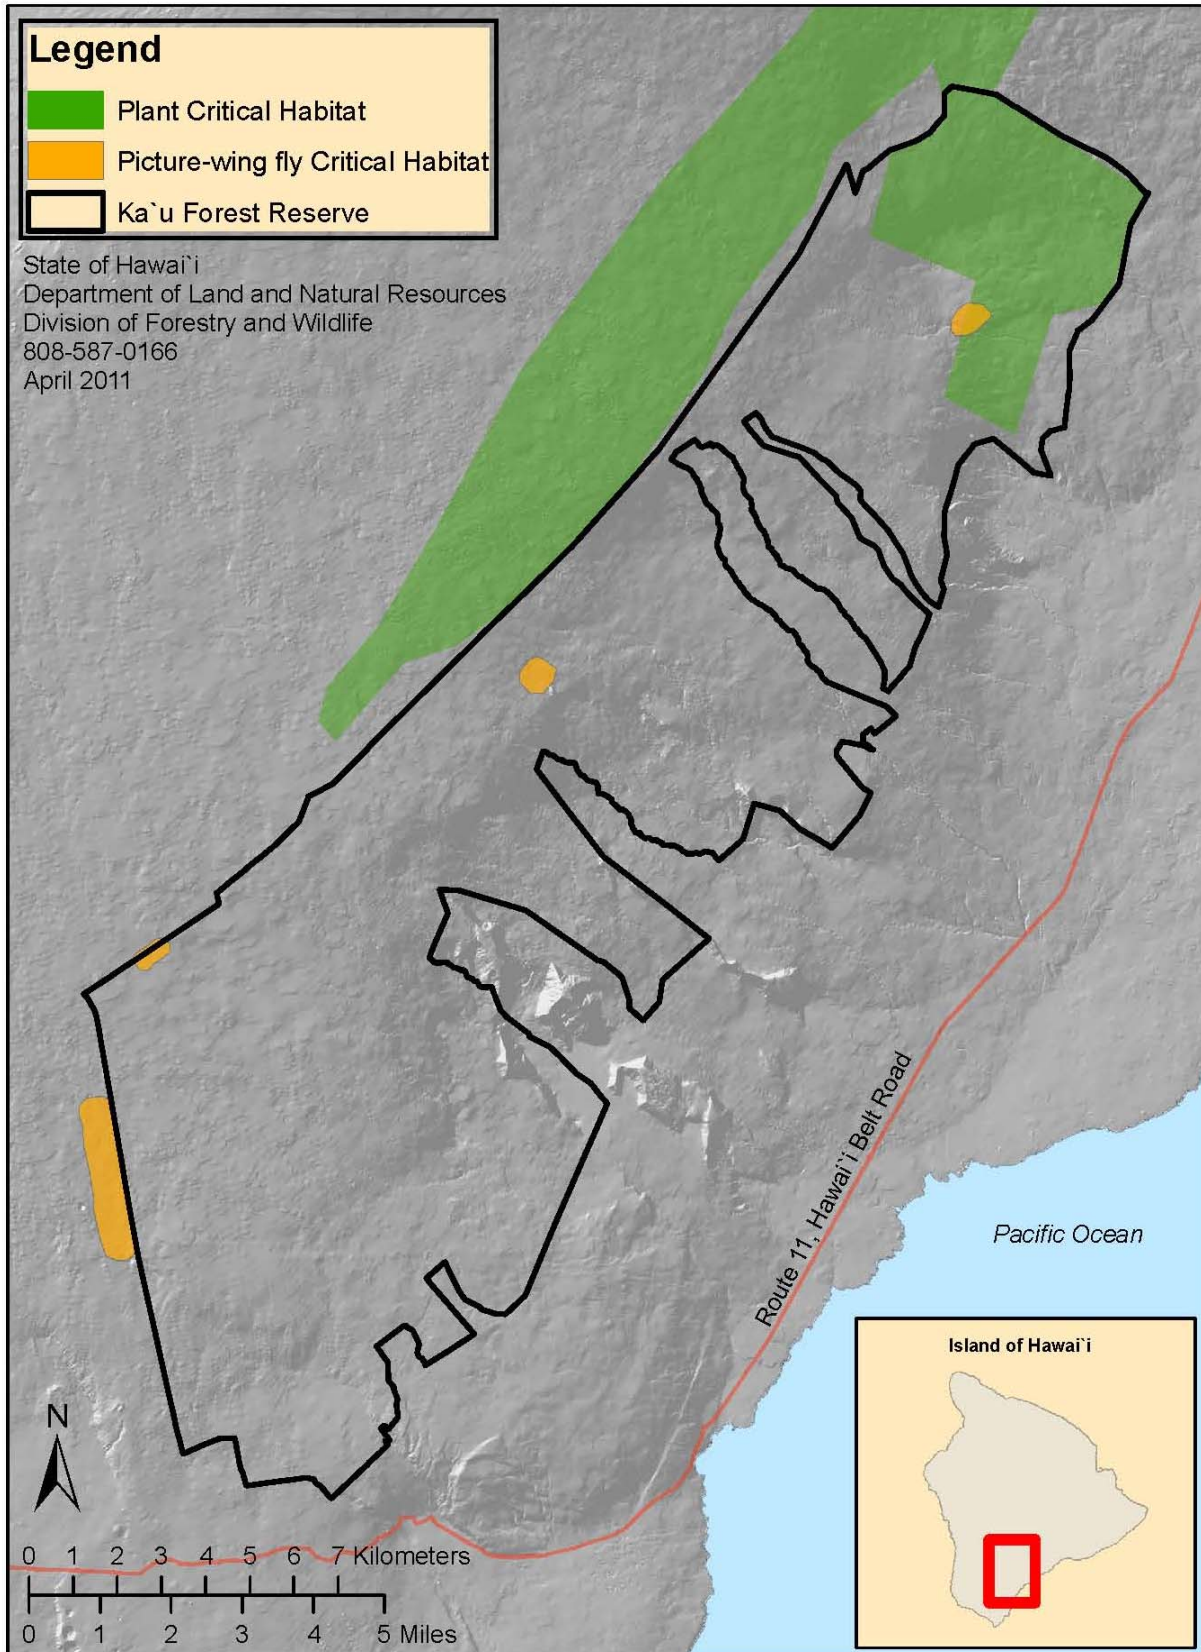 Legend
Plant Critical Habitat
Picture-wing fly Critical Habitat
Ka`u Forest Reserve
State of Hawai`i
Department of Land and Natural Resources
Division of Forestry and Wildlife
808-587-0166
April 2011
Route 11, Hawai`i Belt Road
Pacific Ocean
Island of Hawai`i
N
0 1 2 3 4 5 6 7 Kilometers
0 1 2 3 4 5 Miles